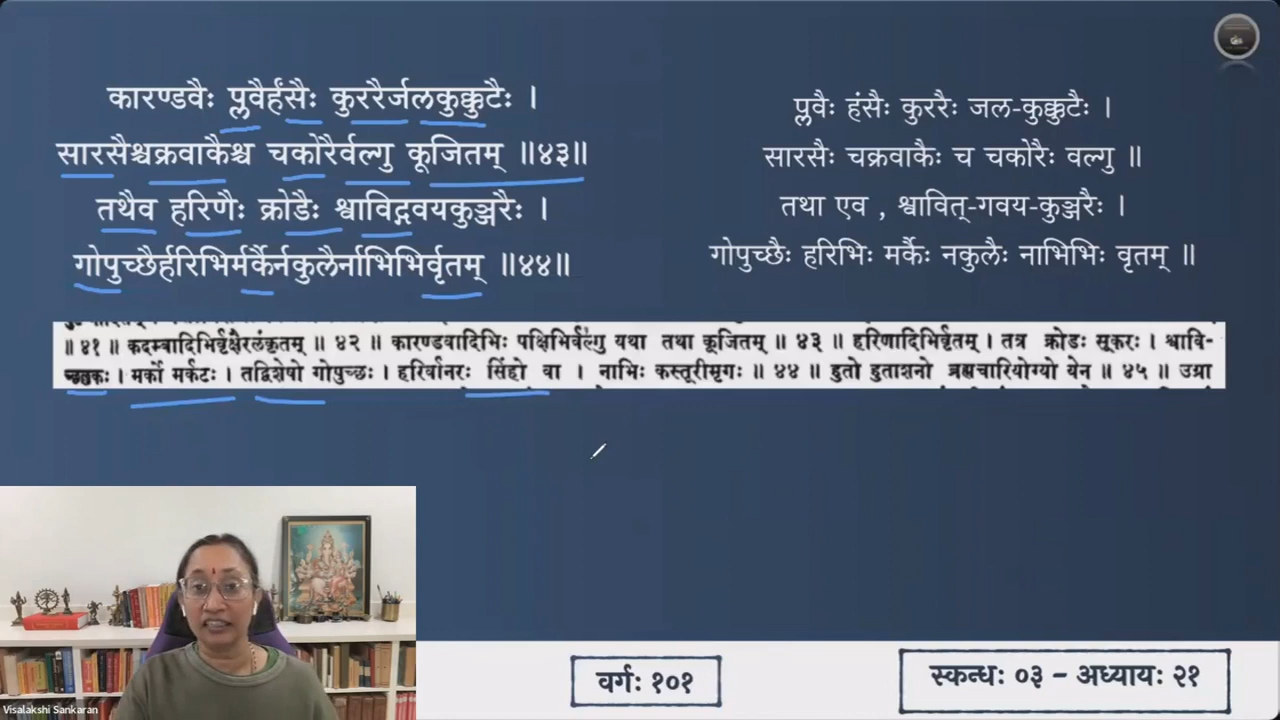 कारण्डवैः प्लवैर्हंसैः कुररैर्जलकुक्कुटैः ।
सारसैश्चक्रवाकैश्च चकोरैर्वल्गु कूजितम् ॥४३॥
तथैव हरिणैः क्रोडैः श्वाविद्गवयकुञ्जरैः ।
गोपुच्छैर्हरिभिर्मर्कैर्नकुलैर्नाभिभिर्वृतम् ॥४४॥
प्लवैः हंसैः कुररैः जल-कुक्कुटैः ।
सारसैः चक्रवाकैः च चकोरैः वल्गु ॥
तथा एव , श्वावित्-गवय-कुञ्जरैः ।
गोपुच्छैः हरिभिः मर्कैः नकुलैः नाभिभिः वृतम् ॥
॥ ४१ ॥ कदम्बादिभिर्वृक्षैरलंकृतम् ॥ ४२ ॥ कारण्डवादिभिः पक्षिभिर्वल्गु यथा तथा कूजितम् ॥ ४३ ॥ हरिणादिभिर्वृतम् । तत्र क्रोडः सूकरः । श्वावि-
। मर्को मर्कटः । तद्विशेषो गोपुच्छः । हरिर्वानरः सिंहो वा । नाभिः कस्तूरीमृगः ॥ ४४ ॥ हुतो हुताशनो ब्रह्मचारियोग्यो येन ॥ ४५ ॥ उग्रा
Visalakshi Sankaran
वर्गः १०१
स्कन्धः ०३ – अध्यायः २१